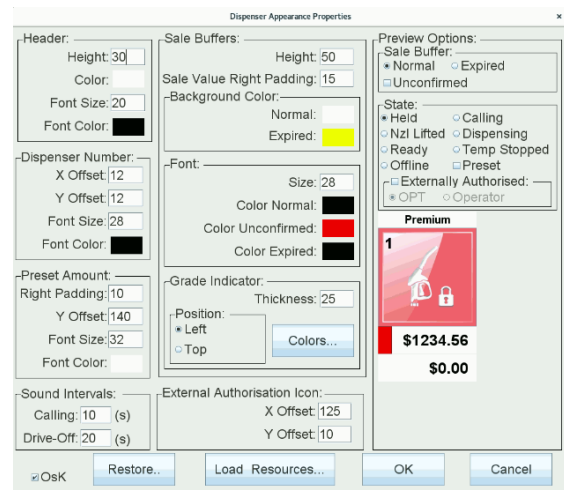 Dispenser Appearance Properties ×
Header:
Height: 30
Color:
Font Size: 20
Font Color:
Dispenser Number:
X Offset: 12
Y Offset: 12
Font Size: 28
Font Color:
Preset Amount:
Right Padding: 10
Y Offset: 140
Font Size: 32
Font Color:
Sound Intervals:
Calling: 10 (s)
Drive-Off: 20 (s)
Sale Buffers:
Height: 50
Sale Value Right Padding: 15
Background Color:
Normal:
Expired:
Font:
Size: 28
Color Normal:
Color Unconfirmed:
Color Expired:
Grade Indicator:
Thickness: 25
Position:
Left
Top
Colors...
External Authorisation Icon:
X Offset: 125
Y Offset: 10
Preview Options:
Sale Buffer:
Normal Expired
Unconfirmed
State:
Held Calling
Nzl Lifted Dispensing
Ready Temp Stopped
Offline Preset
Externally Authorised:
OPT Operator
Premium
1
$1234.56
$0.00
OsK Restore.. Load Resources... OK Cancel